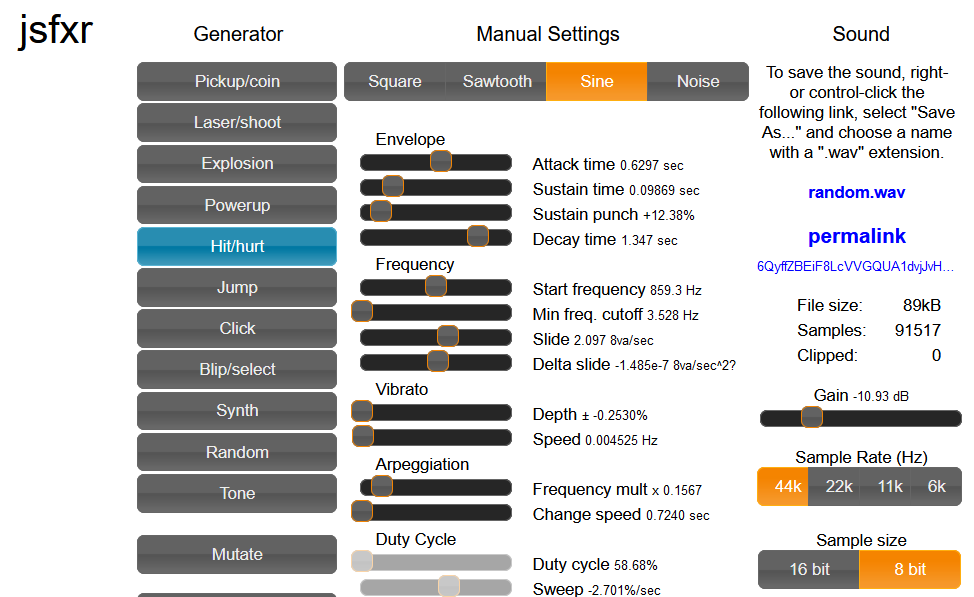 jsfxr
Generator
Pickup/coin
Laser/shoot
Explosion
Powerup
Hit/hurt
Jump
Click
Blip/select
Synth
Random
Tone
Mutate
Manual Settings
Square Sawtooth Sine Noise
Envelope
Attack time 0.6297 sec
Sustain time 0.09869 sec
Sustain punch +12.38%
Decay time 1.347 sec
Frequency
Start frequency 859.3 Hz
Min freq. cutoff 3.528 Hz
Slide 2.097 8va/sec
Delta slide -1.485e-7 8va/sec^2?
Vibrato
Depth ± -0.2530%
Speed 0.004525 Hz
Arpeggiation
Frequency mult x 0.1567
Change speed 0.7240 sec
Duty Cycle
Duty cycle 58.68%
Sweep -2.701%/sec
Sound
To save the sound, right-
or control-click the
following link, select "Save
As..." and choose a name
with a ".wav" extension.
random.wav
permalink
6QyffZBEiF8LcVVGQUA1dvjJvH...
File size: 89kB
Samples: 91517
Clipped: 0
Gain -10.93 dB
Sample Rate (Hz)
44k 22k 11k 6k
Sample size
16 bit 8 bit